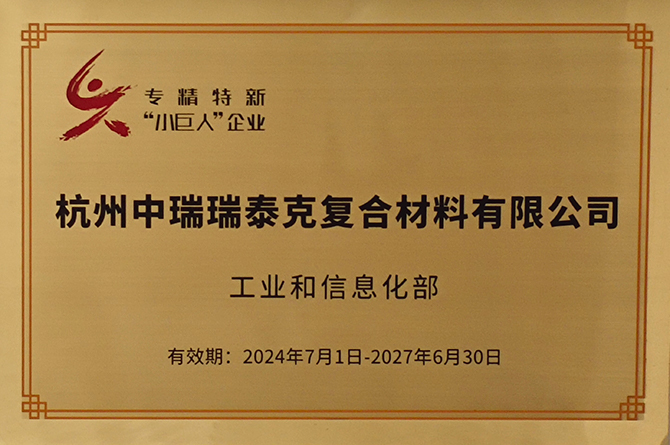 专精特新
“小巨人”企业
杭州中瑞瑞泰克复合材料有限公司
工业和信息化部
有效期：2024年7月1日-2027年6月30日